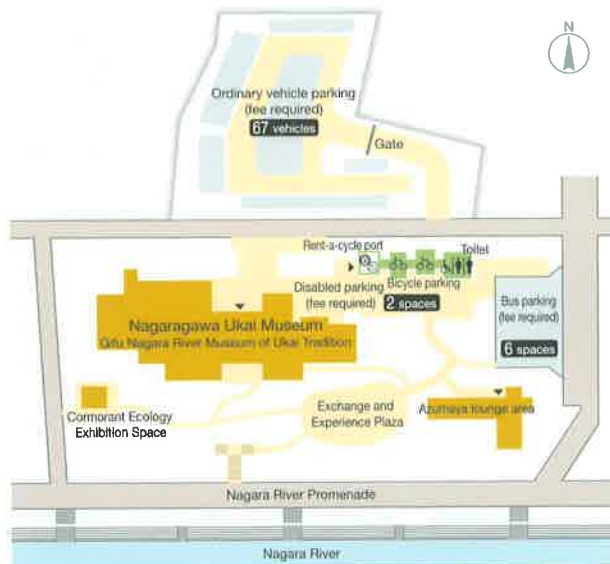 N
Ordinary vehicle parking
(fee required)
67 vehicles
Gate
Rent-a-cycle port
Toilet
Disabled parking
(fee required)
Bicycle parking
2 spaces
Bus parking
(fee required)
6 spaces
Nagaragawa Ukai Museum
Gifu Nagara River Museum of Ukai Tradition
Cormorant Ecology
Exhibition Space
Exchange and
Experience Plaza
Azumaya lounge area
Nagara River Promenade
Nagara River